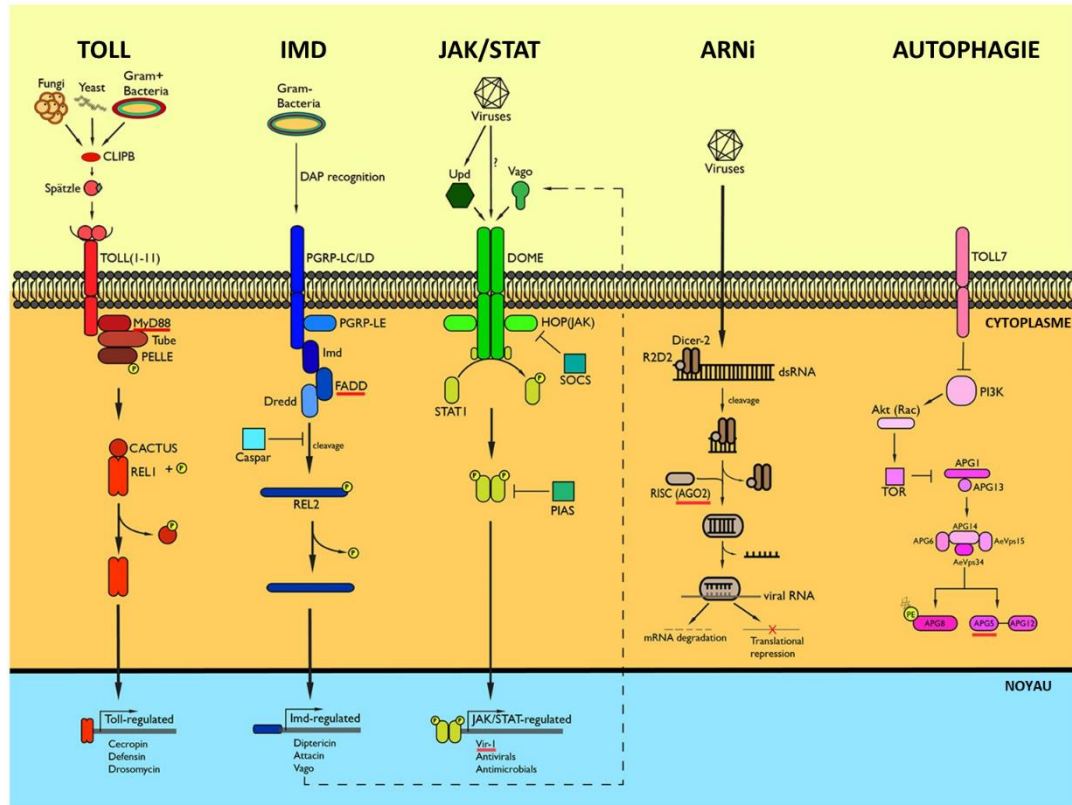 TOLL
IMD
JAK/STAT
ARNi
AUTOPHAGIE
Fungi
Yeast
Gram+
Bacteria
CLIPB
Spätzle
TOLL(1-11)
MyD88
Tube
PELLE
P
CACTUS
REL1 + P
P
Toll-regulated
Cecropin
Defensin
Drosomycin
Gram-
Bacteria
DAP recognition
PGRP-LC/LD
PGRP-LE
Imd
FADD
Dredd
Caspar
cleavage
P
REL2
P
Imd-regulated
Diptericin
Attacin
Vago
Viruses
?
Upd
Vago
DOME
HOP(JAK)
SOCS
STAT1
P
P P
PIAS
P P
JAK/STAT-regulated
Vir-1
Antivirals
Antimicrobials
Viruses
Dicer-2
R2D2
dsRNA
cleavage
RISC (AGO2)
viral RNA
mRNA degradation
Translational
repression
TOLL7
CYTOPLASME
PI3K
Akt (Rac)
TOR
APG1
APG13
APG14
APG6
AeVps15
AeVps34
PE
APG8
APG5
APG12
NOYAU